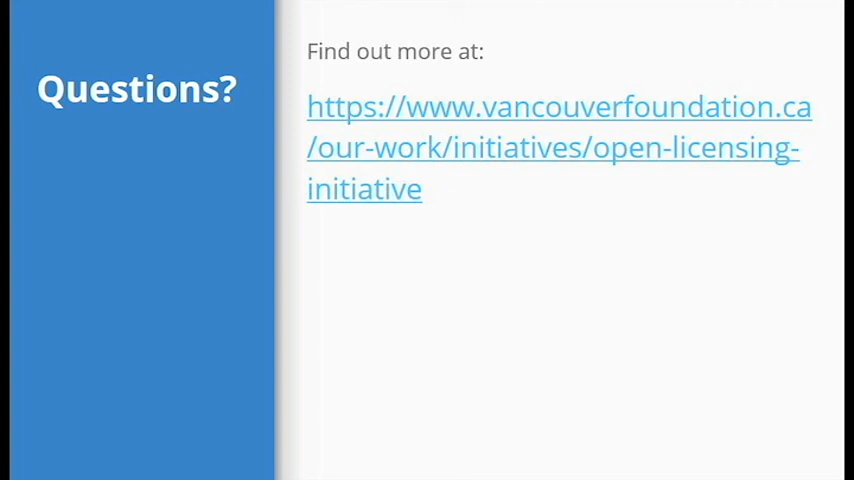 Questions?
Find out more at:
https://www.vancouverfoundation.ca
/our-work/initiatives/open-licensing-
initiative